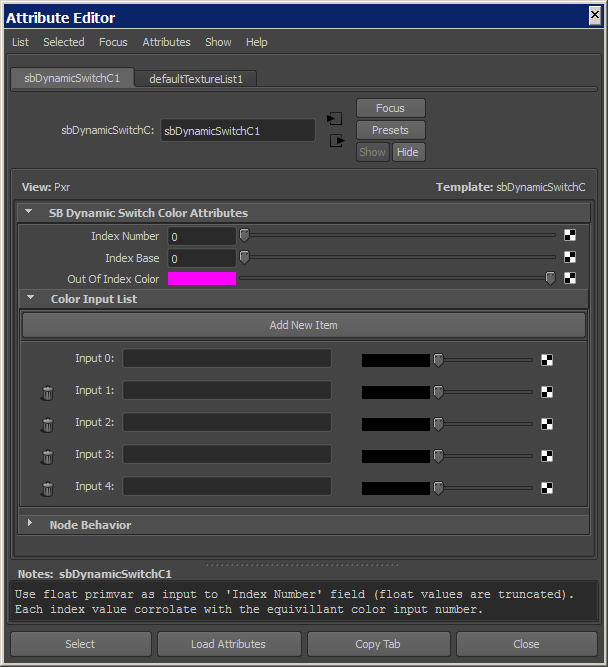 Attribute Editor
List Selected Focus Attributes Show Help
sbDynamicSwitchC1 defaultTextureList1
Focus
sbDynamicSwitchC: sbDynamicSwitchC1 Presets
Show Hide
View: Pxr Template: sbDynamicSwitchC
SB Dynamic Switch Color Attributes
Index Number 0
Index Base 0
Out Of Index Color
Color Input List
Add New Item
Input 0:
Input 1:
Input 2:
Input 3:
Input 4:
Node Behavior
Notes: sbDynamicSwitchC1
Use float primvar as input to 'Index Number' field (float values are truncated).
Each index value corrolate with the equivillant color input number.
Select Load Attributes Copy Tab Close